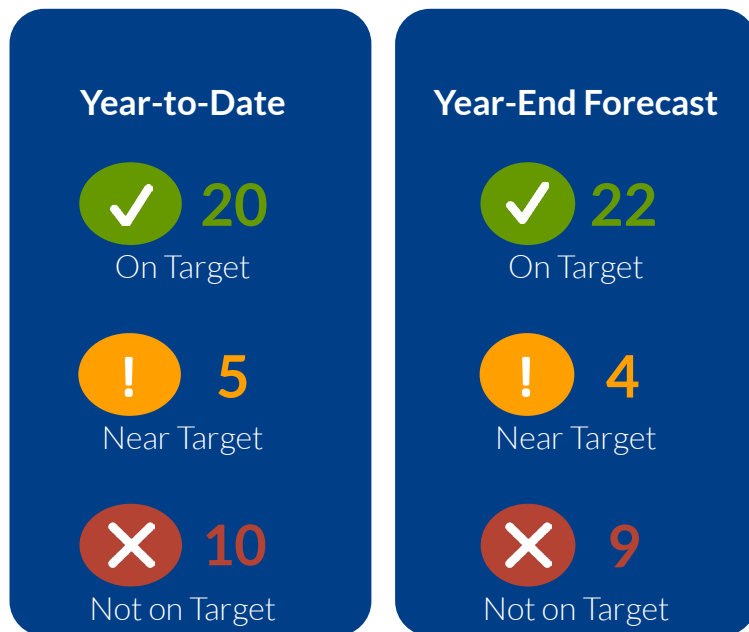 Year-to-Date
20
On Target
! 5
Near Target
10
Not on Target
Year-End Forecast
22
On Target
! 4
Near Target
9
Not on Target